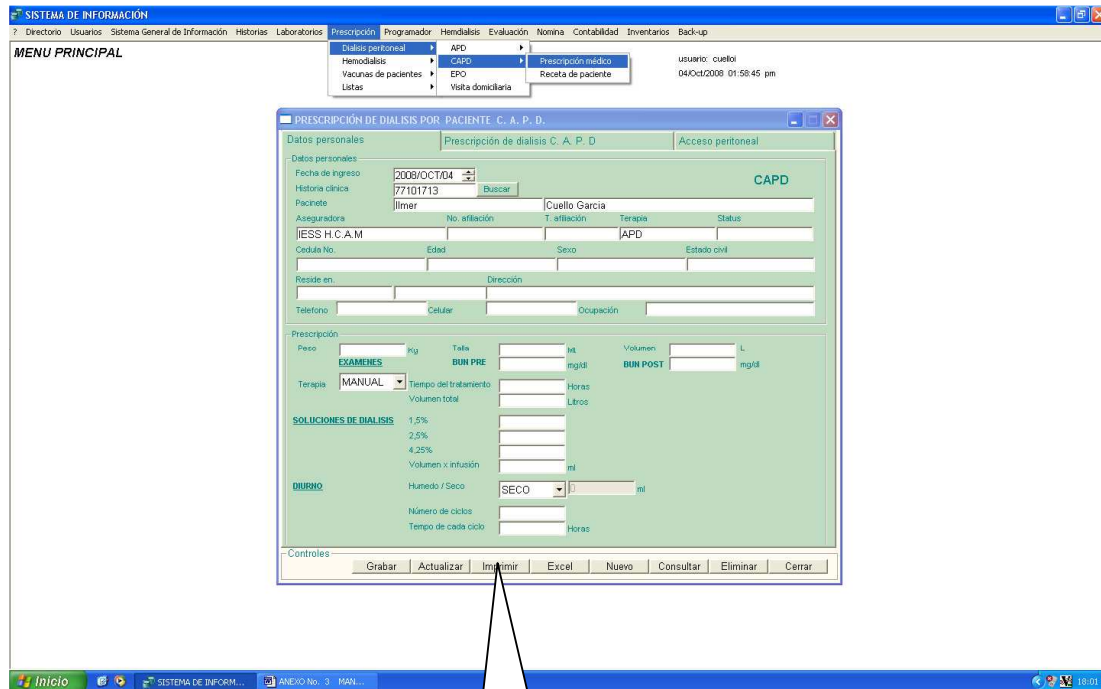 SISTEMA DE INFORMACIÓN
? Directorio Usuarios Sistema General de Información Historias Laboratorios Prescripción Programador Hemdialisis Evaluación Nomina Contabilidad Inventarios Back-up
MENU PRINCIPAL
Dialisis peritoneal APD
Hemodialisis CAPD Prescripción médico
Vacunas de pacientes EPO Receta de paciente
Listas Visita domiciliaria
usuario: cuelloi
04/Oct/2008 01:58:45 pm
PRESCRIPCIÓN DE DIALISIS POR PACIENTE C. A. P. D.
Datos personales Prescripción de dialisis C. A. P. D Acceso peritoneal
Datos personales
Fecha de ingreso 2008/OCT/04 CAPD
Historia clinica 77101713 Buscar
Pacinete Ilmer Cuello Garcia
Aseguradora No. afiliación T. afiliación Terapia Status
IESS H.C.A.M APD
Cedula No. Edad Sexo Estado civil
Reside en. Dirección
Telefono Celular Ocupación
Prescripción
Peso Kg Talla Mt. Volumen L
EXAMENES BUN PRE mg/dl BUN POST mg/dl
Terapia MANUAL Tiempo del tratamiento Horas
Volumen total Litros
SOLUCIONES DE DIALISIS 1,5%
2,5%
4,25%
Volumen x infusión ml
DIURNO Humedo / Seco SECO 0 ml
Número de ciclos
Tempo de cada ciclo Horas
Controles
Grabar Actualizar Imprimir Excel Nuevo Consultar Eliminar Cerrar
Inicio SISTEMA DE INFORM... ANEXO No. 3 MAN... 18:01